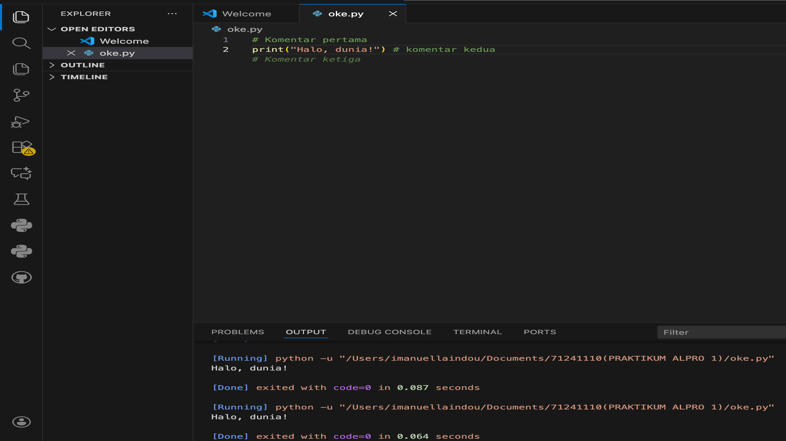 EXPLORER
OPEN EDITORS
Welcome
oke.py
OUTLINE
TIMELINE
Welcome
oke.py
oke.py
1 # Komentar pertama
2 print("Halo, dunia!") # komentar kedua
# Komentar ketiga
PROBLEMS OUTPUT DEBUG CONSOLE TERMINAL PORTS
Filter
[Running] python -u "/Users/imanuellaindou/Documents/71241110(PRAKTIKUM ALPRO 1)/oke.py"
Halo, dunia!
[Done] exited with code=0 in 0.087 seconds
[Running] python -u "/Users/imanuellaindou/Documents/71241110(PRAKTIKUM ALPRO 1)/oke.py"
Halo, dunia!
[Done] exited with code=0 in 0.064 seconds